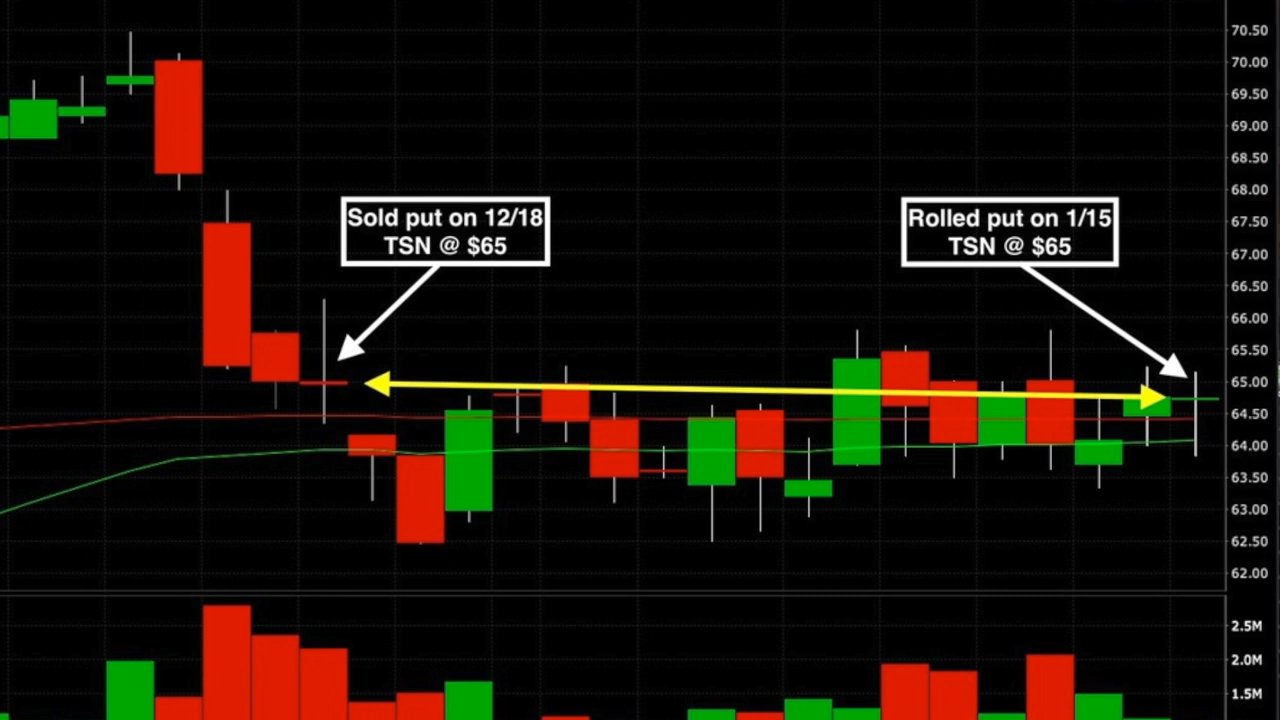 70.50
70.00
69.50
69.00
68.50
68.00
Sold put on 12/18
TSN @ $65
Rolled put on 1/15
TSN @ $65
67.50
67.00
66.50
66.00
65.50
65.00
64.50
64.00
63.50
63.00
62.50
62.00
2.5M
2.0M
1.5M